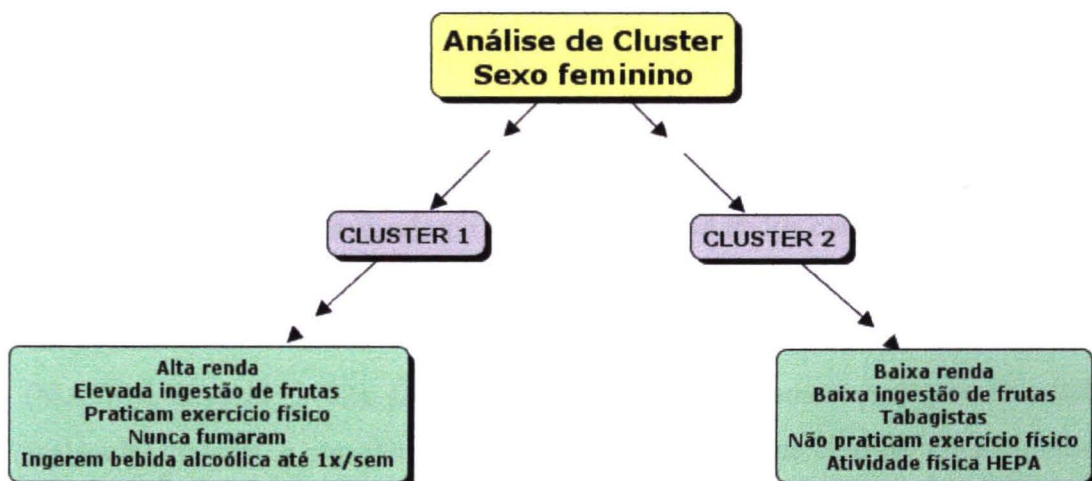 Análise de Cluster
Sexo feminino
CLUSTER 1
CLUSTER 2
Alta renda
Elevada ingestão de frutas
Praticam exercício físico
Nunca fumaram
Ingerem bebida alcoólica até 1x/sem
Baixa renda
Baixa ingestão de frutas
Tabagistas
Não praticam exercício físico
Atividade física HEPA